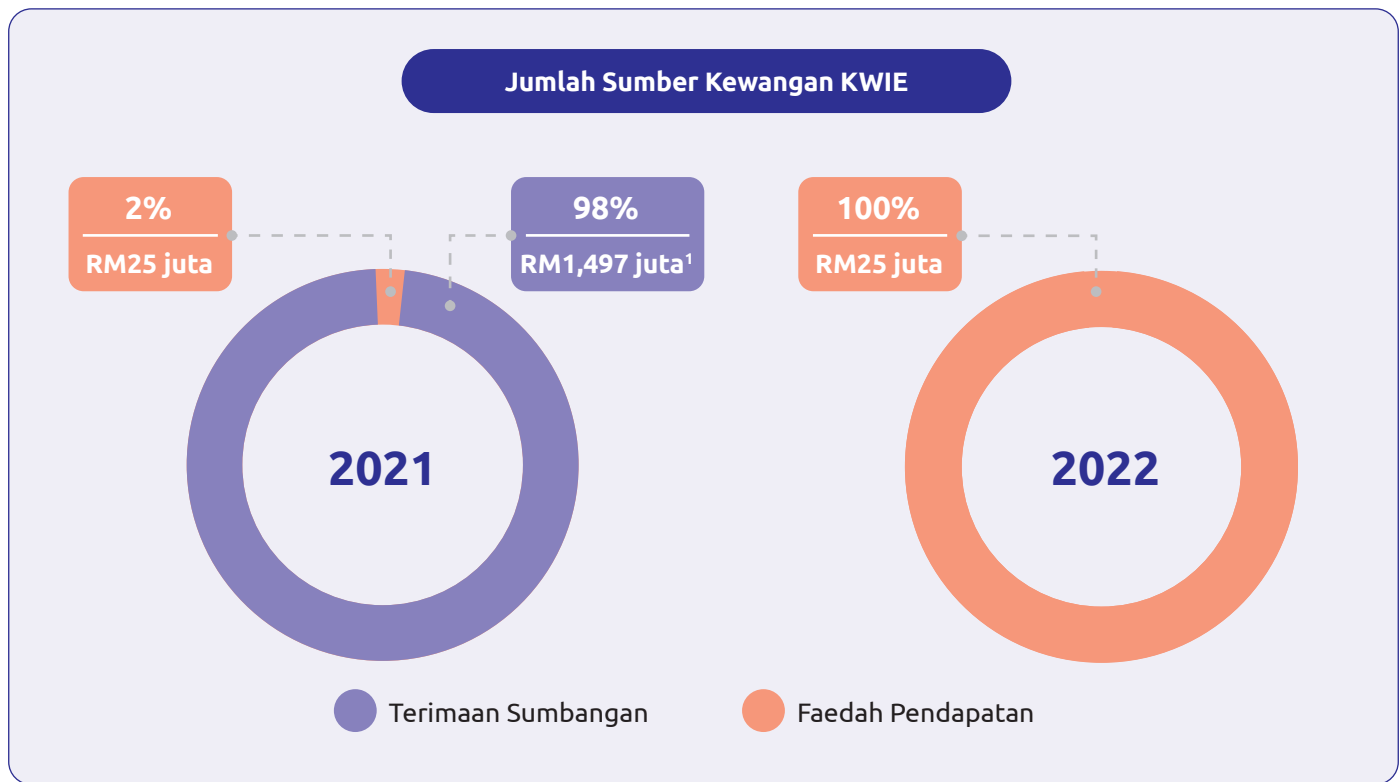 Jumlah Sumber Kewangan KWIE
2%
RM25 juta
98%
RM1,497 juta¹
100%
RM25 juta
2021
2022
Terimaan Sumbangan
Faedah Pendapatan